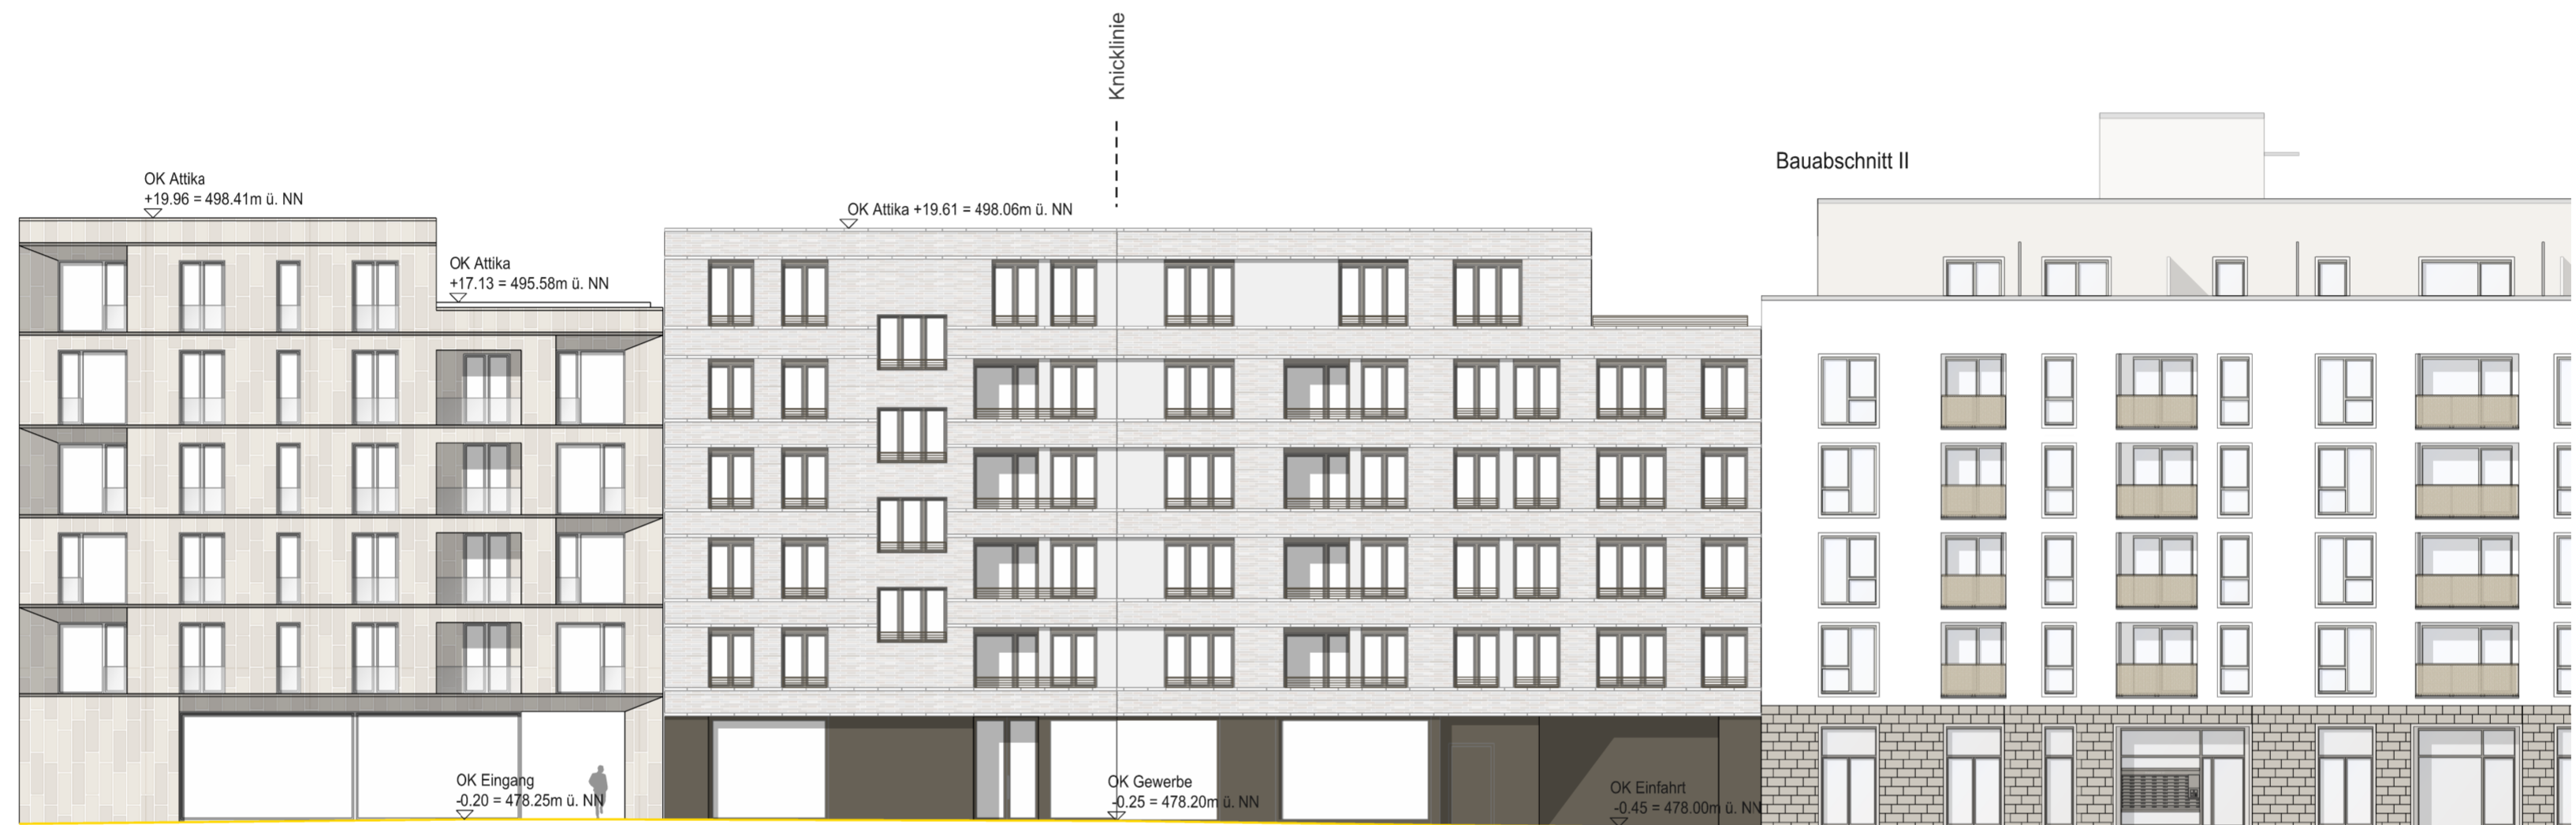 Knicklinie
Bauabschnitt II
OK Attika
+19.96 = 498.41m ü. NN
OK Attika +19.61 = 498.06m ü. NN
OK Attika
+17.13 = 495.58m ü. NN
OK Eingang
-0.20 = 478.25m ü. NN
OK Gewerbe
-0.25 = 478.20m ü. NN
OK Einfahrt
-0.45 = 478.00m ü. NN